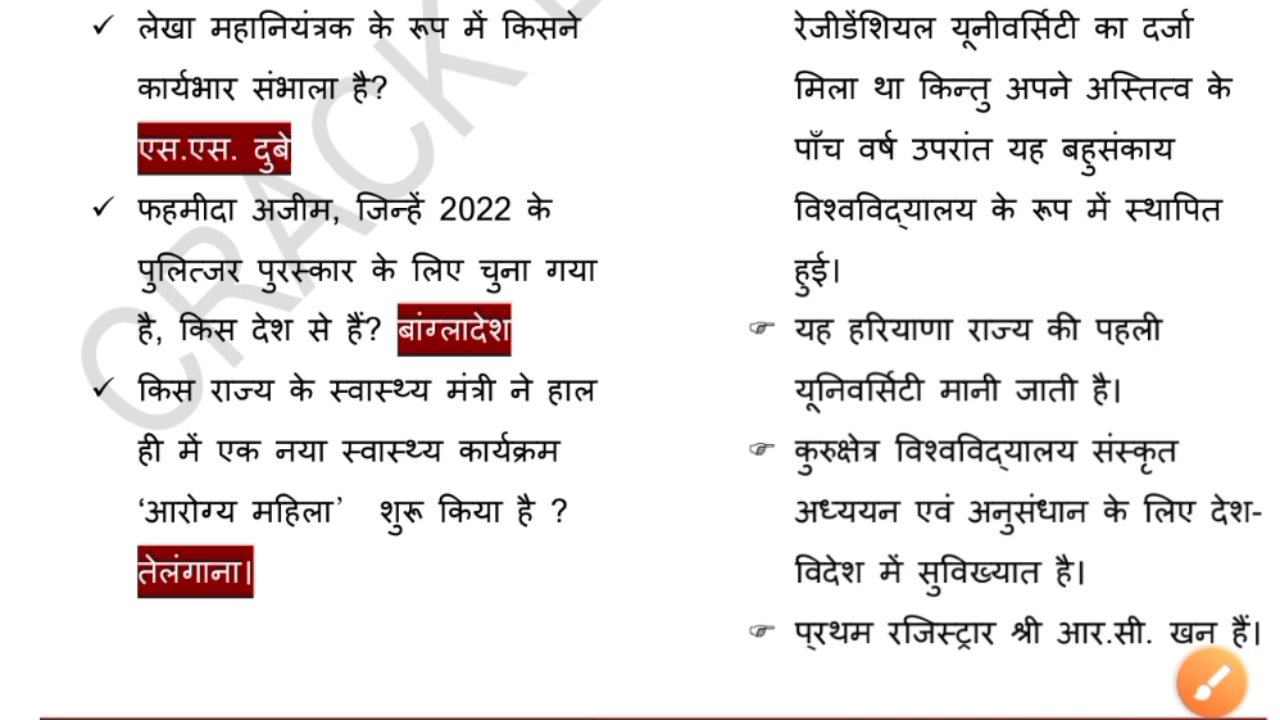 ✓ लेखा महानियंत्रक के रूप में किसने
कार्यभार संभाला है?
एस.एस. दुबे
✓ फहमीदा अजीम, जिन्हें 2022 के
पुलित्जर पुरस्कार के लिए चुना गया
है, किस देश से हैं? बांग्लादेश
✓ किस राज्य के स्वास्थ्य मंत्री ने हाल
ही में एक नया स्वास्थ्य कार्यक्रम
‘आरोग्य महिला’ शुरू किया है ?
तेलंगाना।
रेजीडेंशियल यूनीवर्सिटी का दर्जा
मिला था किन्तु अपने अस्तित्व के
पाँच वर्ष उपरांत यह बहुसंकाय
विश्वविद्यालय के रूप में स्थापित
हुई।
☞ यह हरियाणा राज्य की पहली
यूनिवर्सिटी मानी जाती है।
☞ कुरुक्षेत्र विश्वविद्यालय संस्कृत
अध्ययन एवं अनुसंधान के लिए देश-
विदेश में सुविख्यात है।
☞ प्रथम रजिस्ट्रार श्री आर.सी. खन हैं।
CRACK